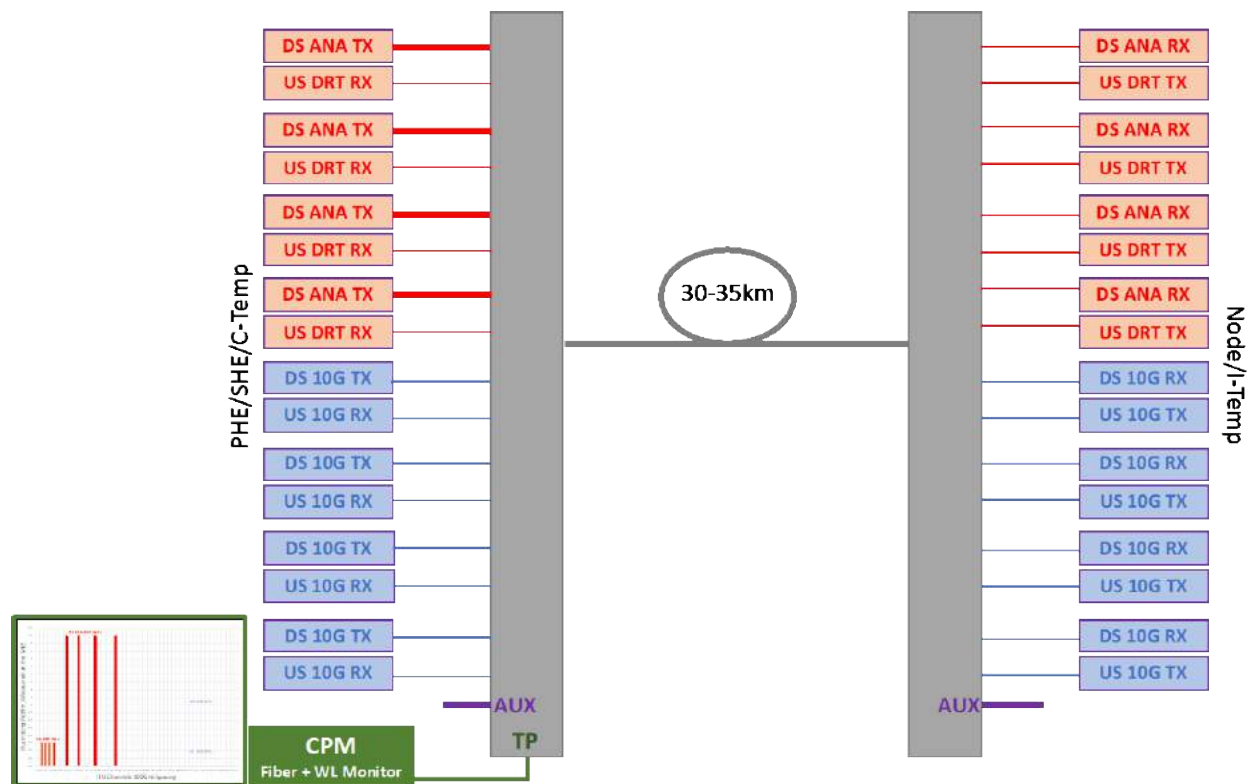 DS ANA TX
US DRT RX
DS ANA TX
US DRT RX
DS ANA TX
US DRT RX
DS ANA TX
US DRT RX
DS 10G TX
US 10G RX
DS 10G TX
US 10G RX
DS 10G TX
US 10G RX
DS 10G TX
US 10G RX
PHE/SHE/C-Temp
AUX
TP
CPM
Fiber + WL Monitor
30-35km
DS ANA RX
US DRT TX
DS ANA RX
US DRT TX
DS ANA RX
US DRT TX
DS ANA RX
US DRT TX
DS 10G RX
US 10G TX
DS 10G RX
US 10G TX
DS 10G RX
US 10G TX
DS 10G RX
US 10G TX
AUX
Node/I-Temp